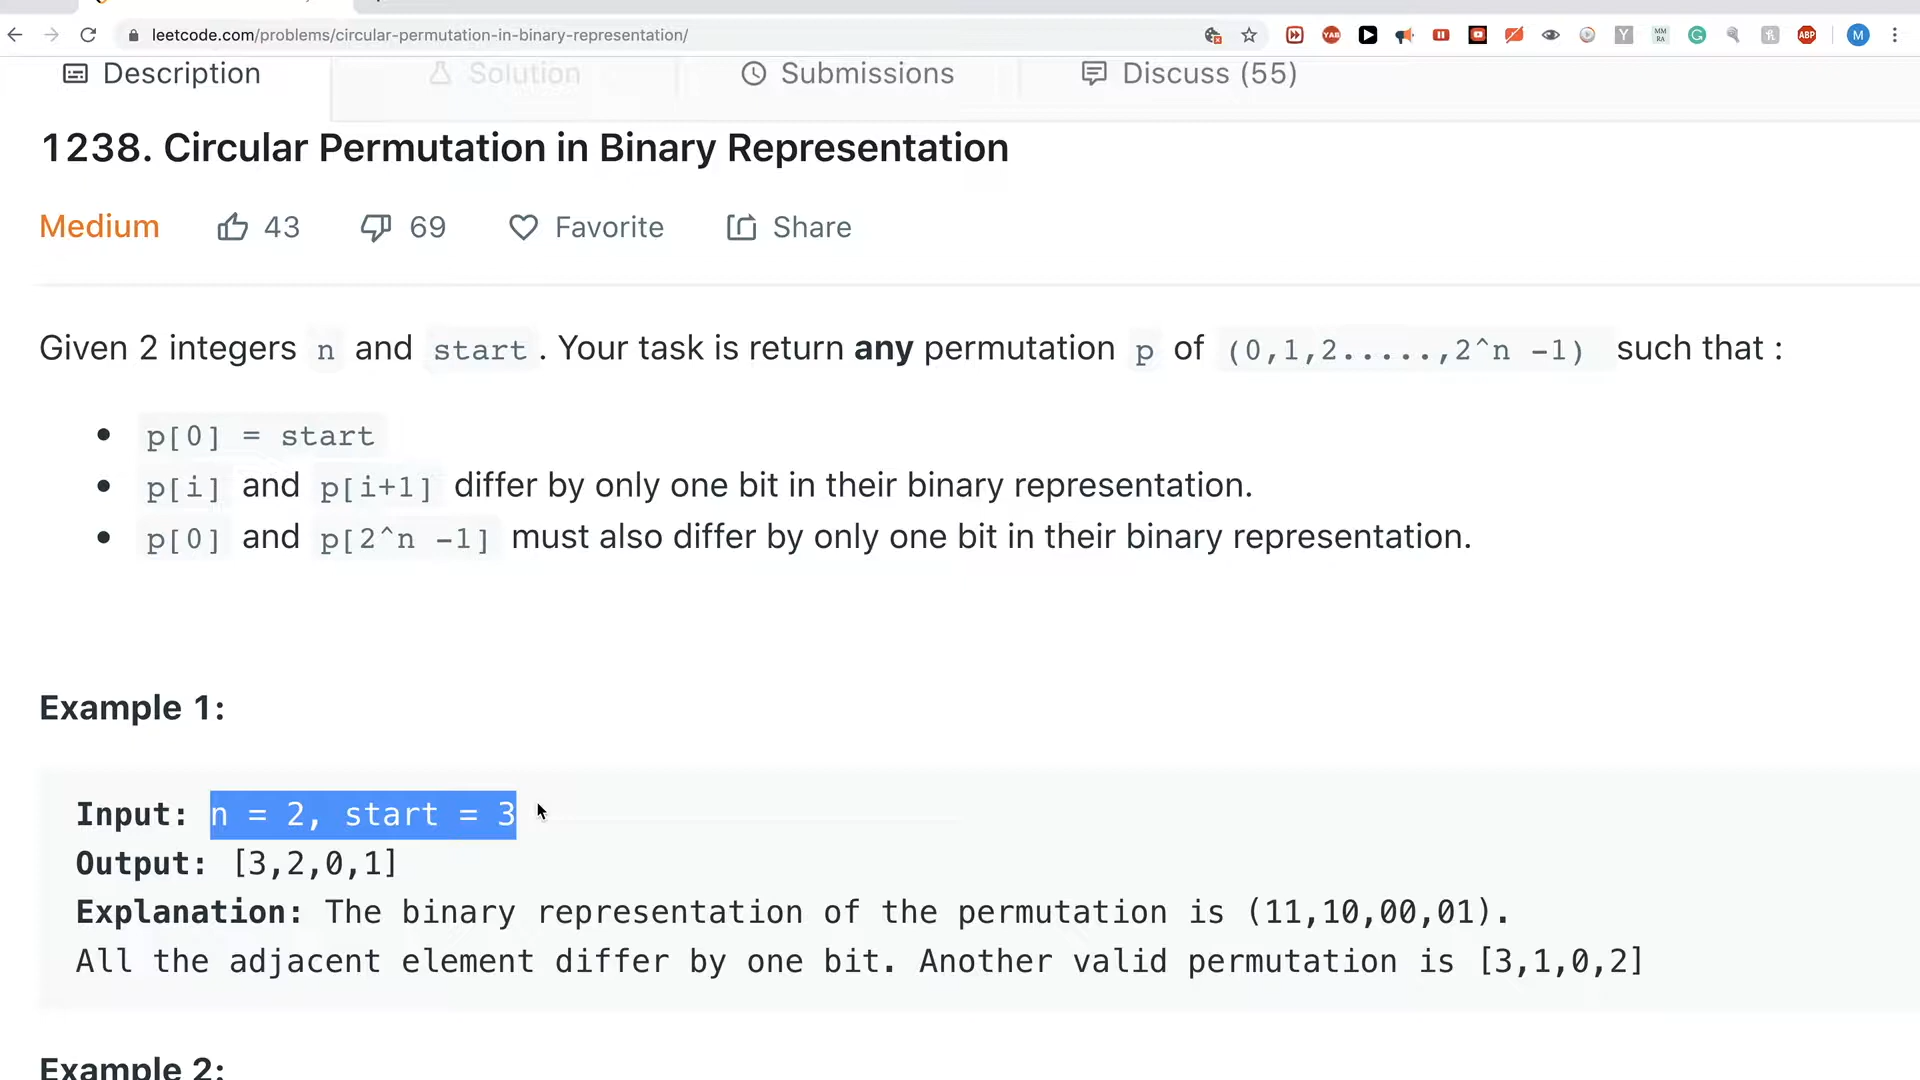 leetcode.com/problems/circular-permutation-in-binary-representation/
YAB
MM
RA
ABP
M
Description
Solution
Submissions
Discuss (55)
1238. Circular Permutation in Binary Representation
Medium
43
69
Favorite
Share
Given 2 integers n and start. Your task is return any permutation p of (0,1,2.....,2^n -1) such that :
p[0] = start
p[i] and p[i+1] differ by only one bit in their binary representation.
p[0] and p[2^n -1] must also differ by only one bit in their binary representation.
Example 1:
Input: n = 2, start = 3
Output: [3,2,0,1]
Explanation: The binary representation of the permutation is (11,10,00,01).
All the adjacent element differ by one bit. Another valid permutation is [3,1,0,2]
Example 2: